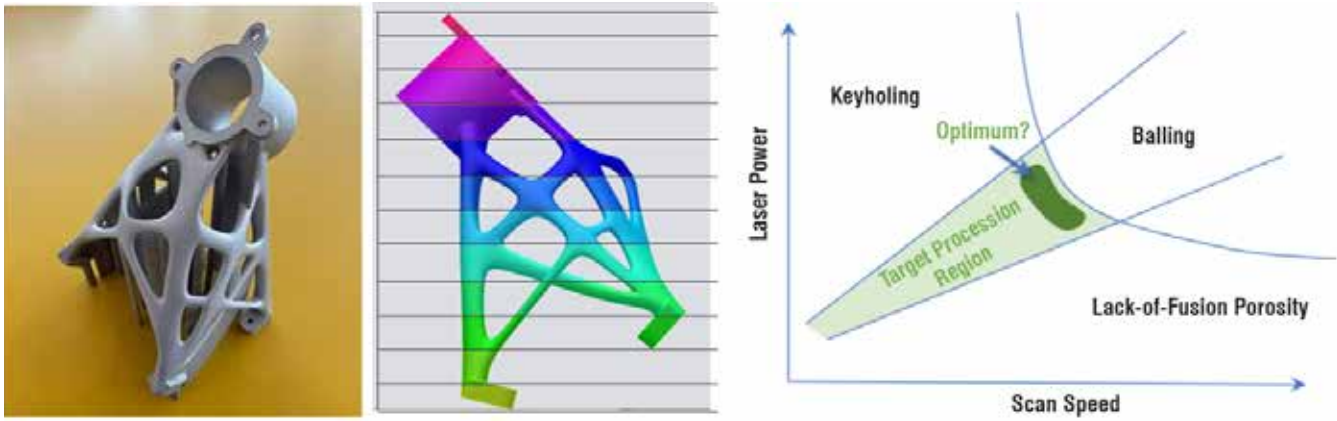 Keyholing
Optimum?
Balling
Laser Power
Target Procession
Region
Lack-of-Fusion Porosity
Scan Speed